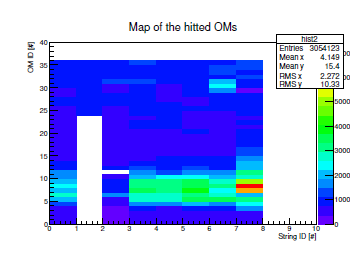 Map of the hitted OMs
hist2
Entries 3054123
Mean x 4.149
Mean y 15.4
RMS x 2.272
RMS y 10.33
OM ID [#]
40
35
30
25
20
15
10
5
0
0 1 2 3 4 5 6 7 8 9 10
String ID [#]
5000
4000
3000
2000
1000
0